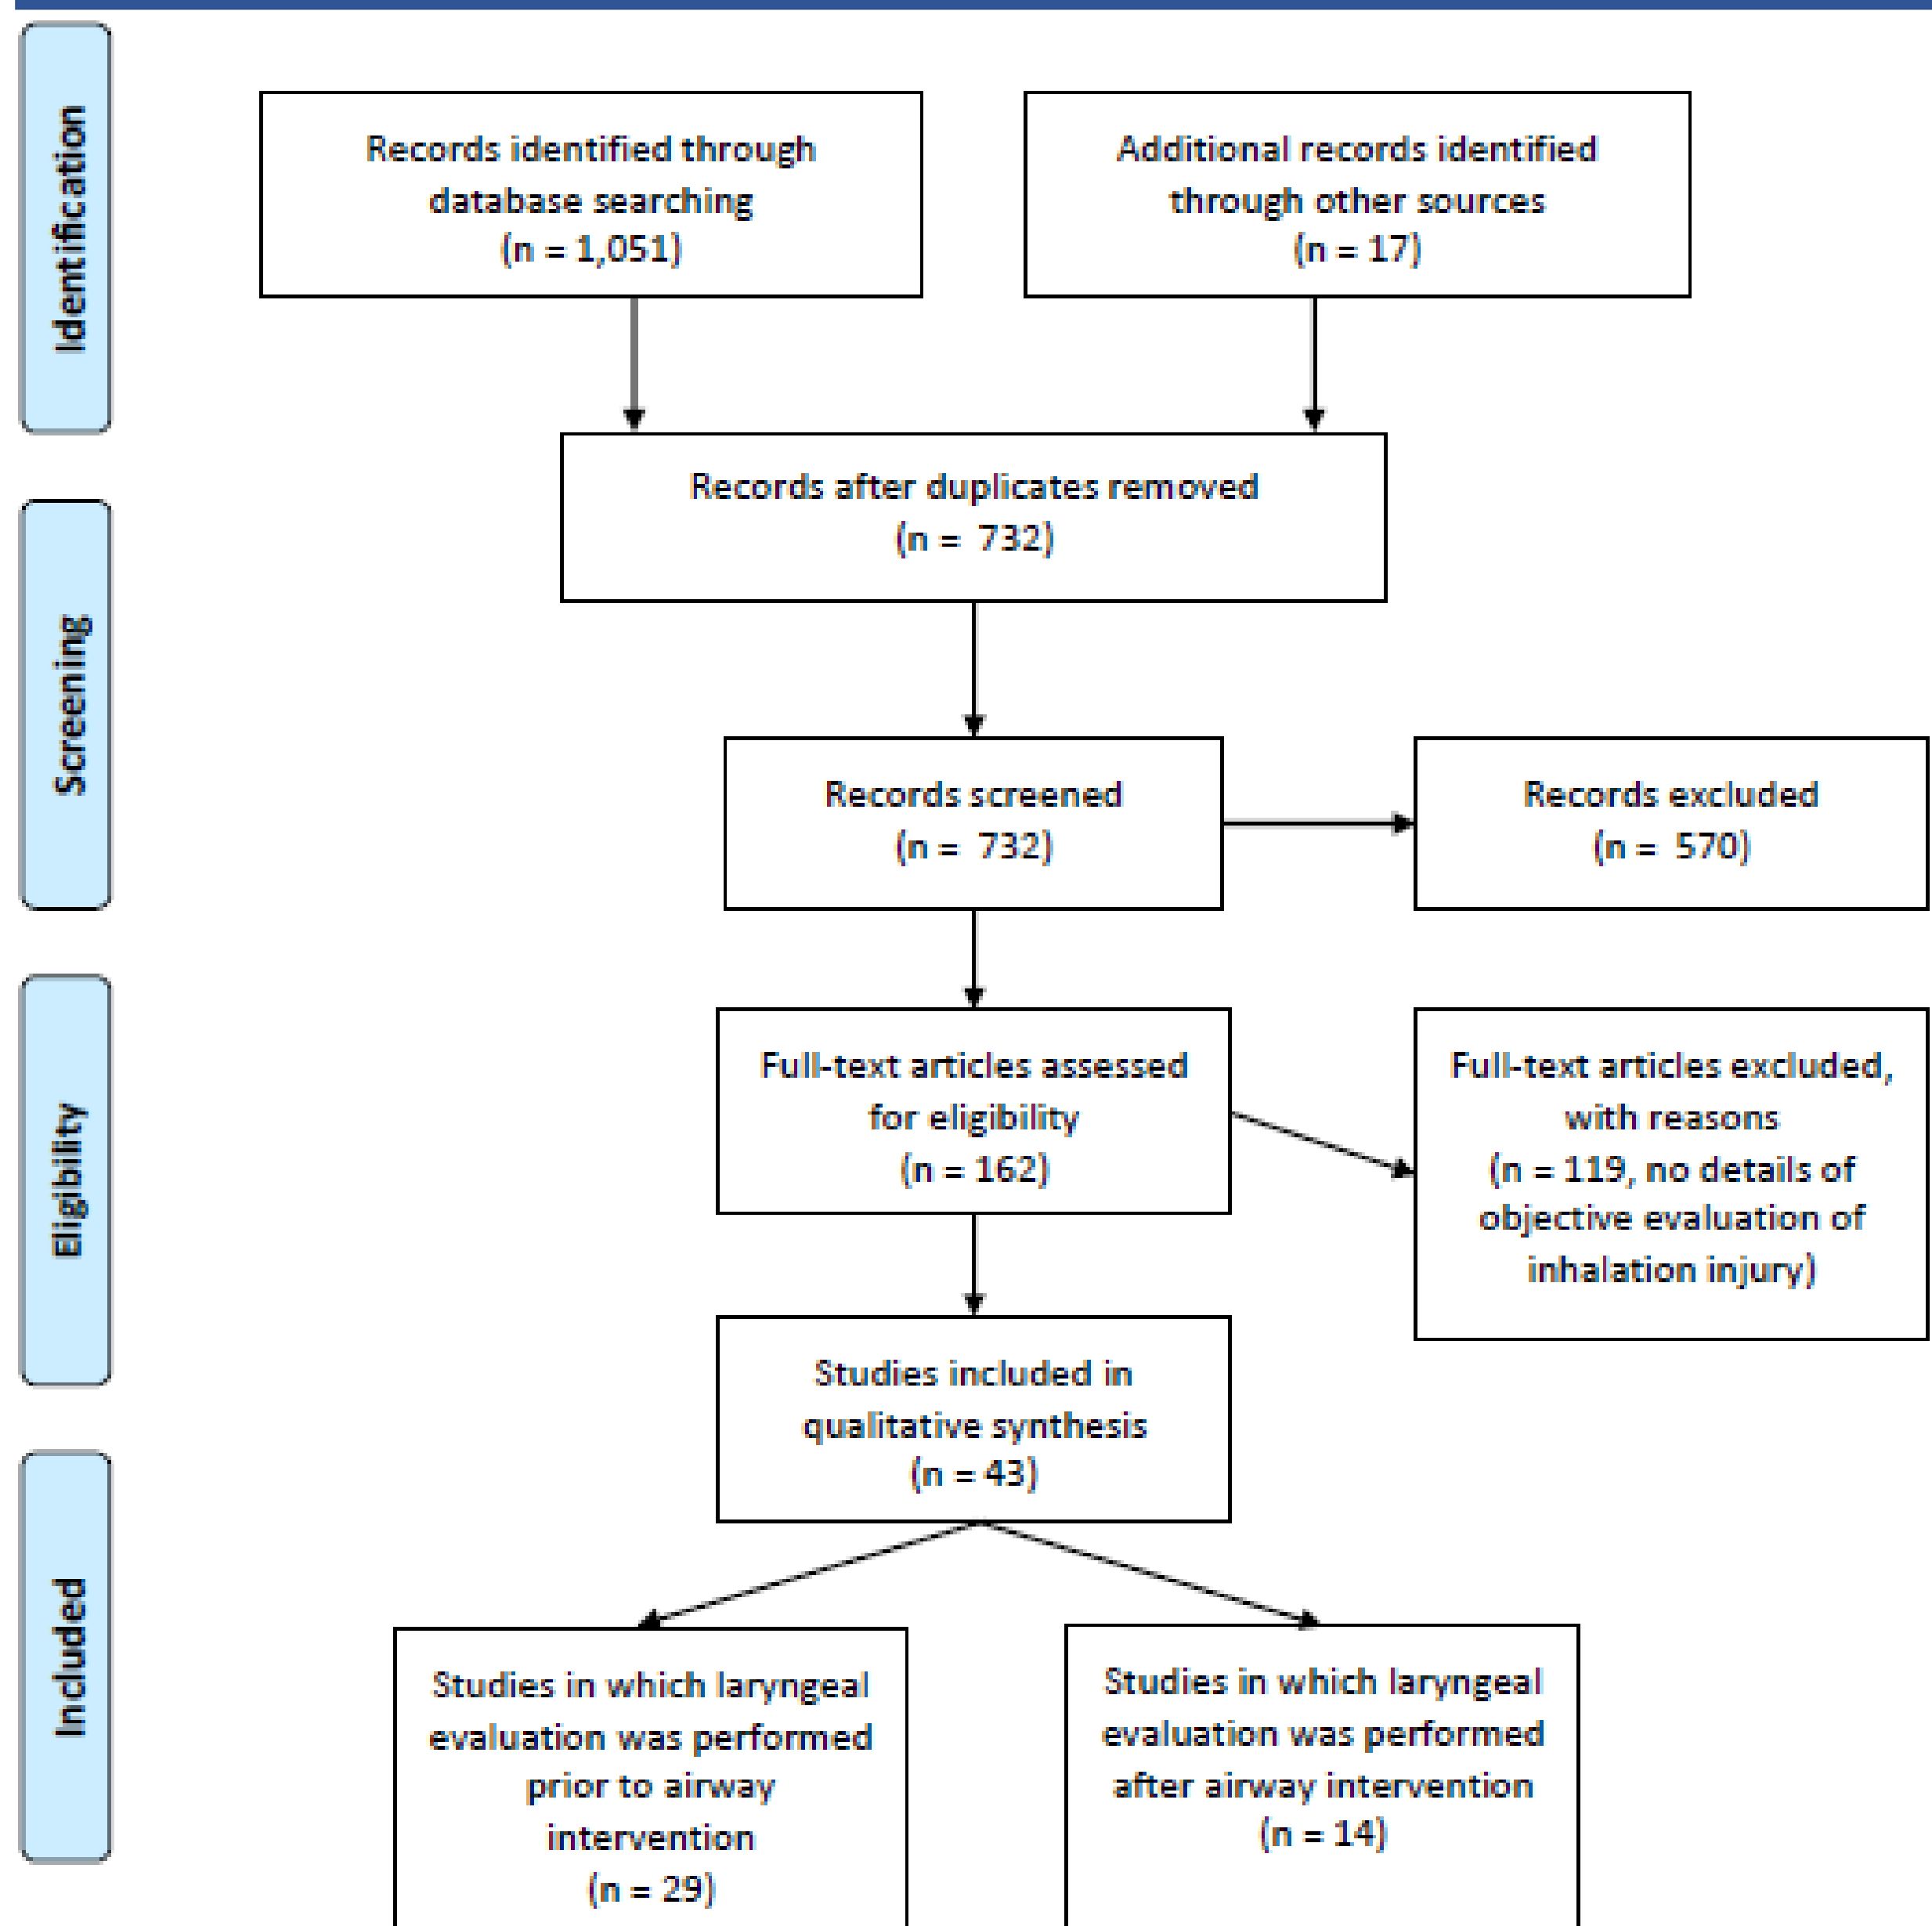 Identification
Records identified through
database searching
(n = 1,051)
Additional records identified
through other sources
(n = 17)
Records after duplicates removed
(n = 732)
Screening
Records screened
(n = 732)
Records excluded
(n = 570)
Eligibility
Full-text articles assessed
for eligibility
(n = 162)
Full-text articles excluded,
with reasons
(n = 119, no details of
objective evaluation of
inhalation injury)
Studies included in
qualitative synthesis
(n = 43)
Included
Studies in which laryngeal
evaluation was performed
prior to airway
intervention
(n = 29)
Studies in which laryngeal
evaluation was performed
after airway intervention
(n = 14)